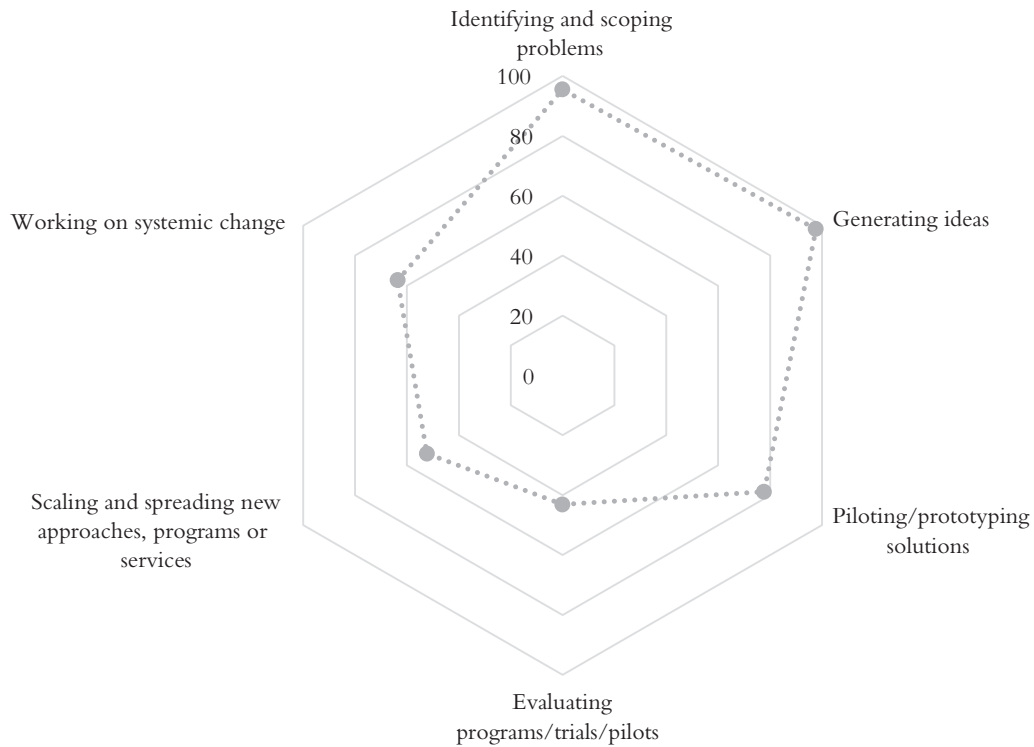 Identifying and scoping
problems
100
80
60
40
20
0
Generating ideas
Piloting/prototyping
solutions
Evaluating
programs/trials/pilots
Scaling and spreading new
approaches, programs or
services
Working on systemic change